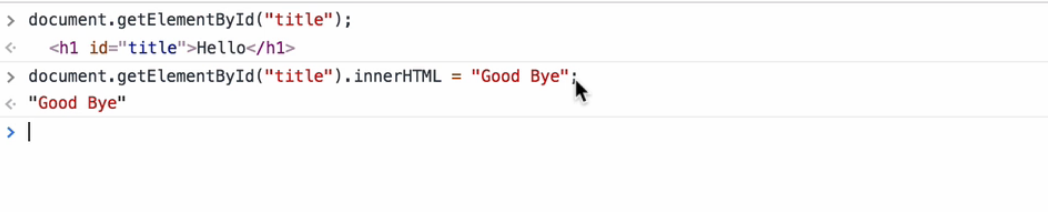 > document.getElementById("title");
<· <h1 id="title">Hello</h1>
> document.getElementById("title").innerHTML = "Good Bye";
<· "Good Bye"
>